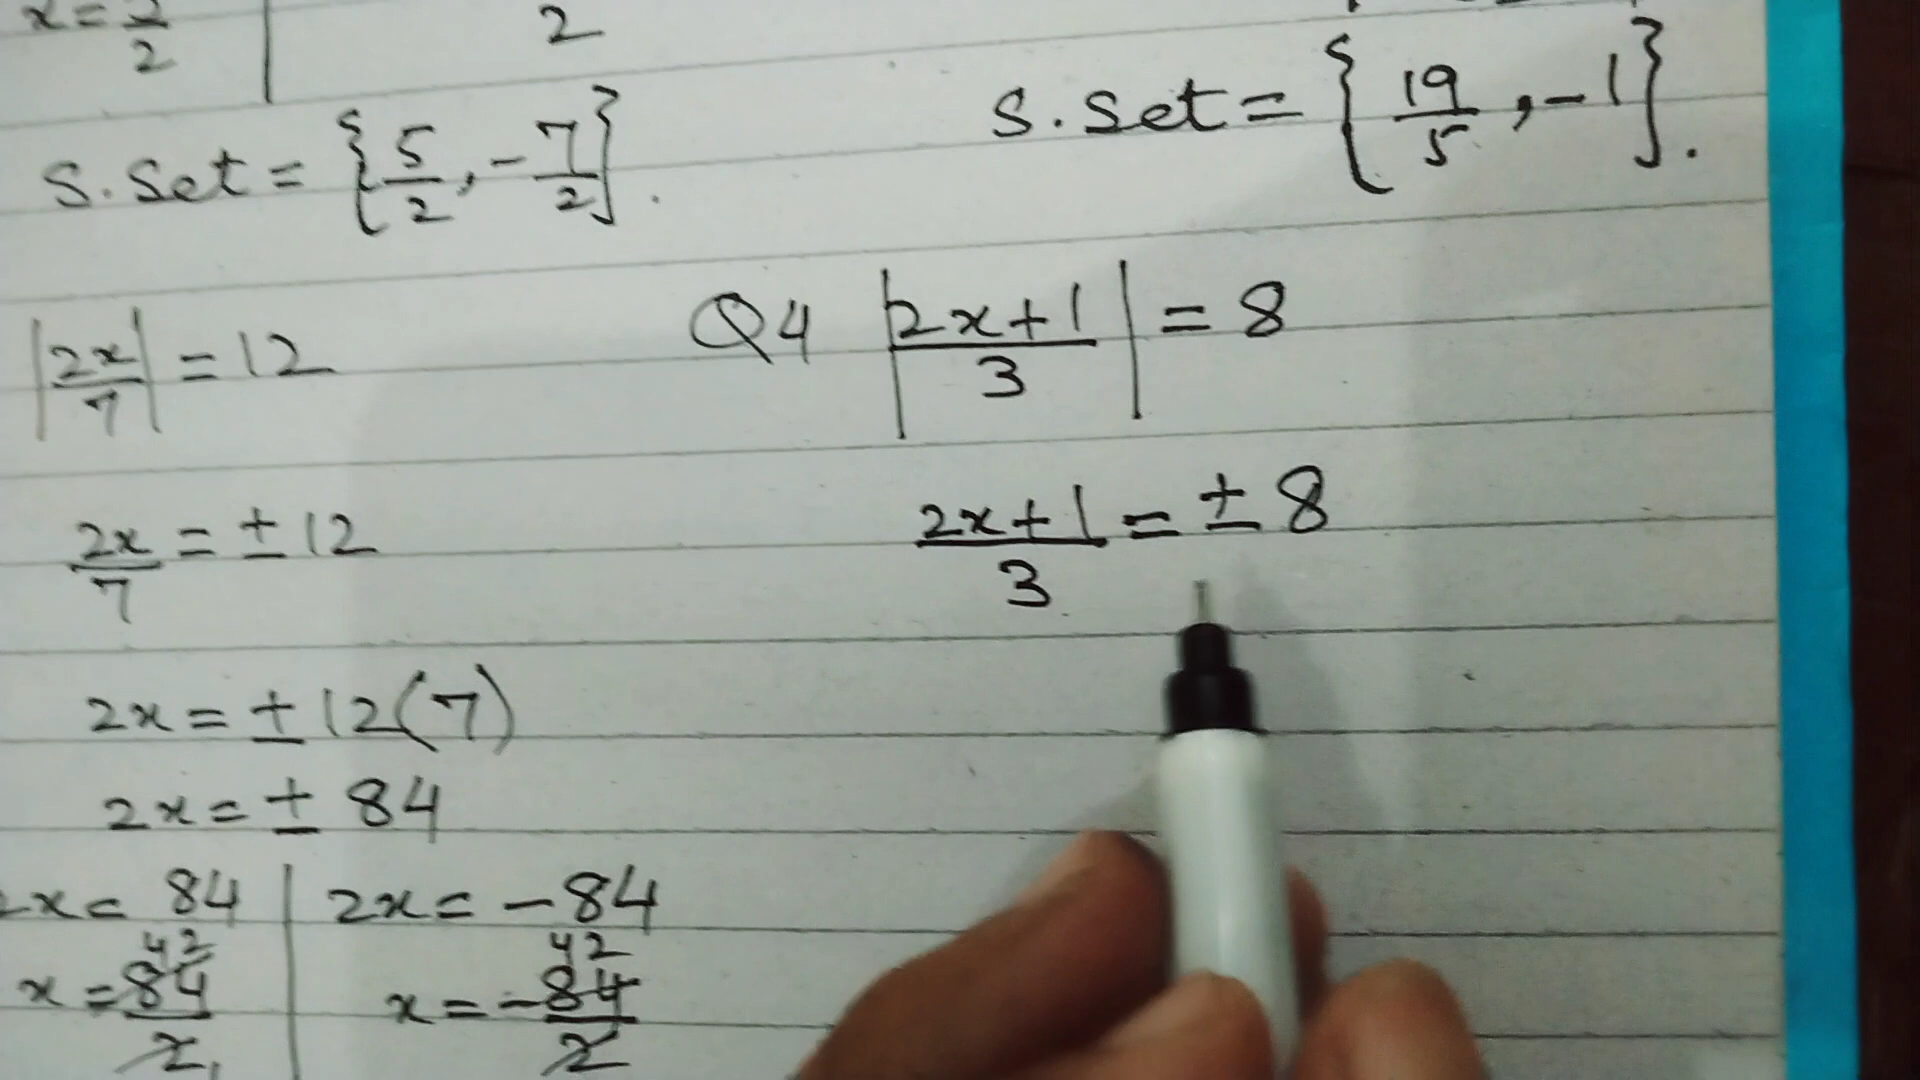 x = 5/2
2
S.Set = {5/2, -7/2}.
S.Set = {19/5, -1}.
|2x/7| = 12
2x/7 = ± 12
2x = ± 12(7)
2x = ± 84
2x = 84 | 2x = -84
x = 84/2 42 | x = -84/2 42
Q4 |(2x+1)/3| = 8
(2x+1)/3 = ± 8